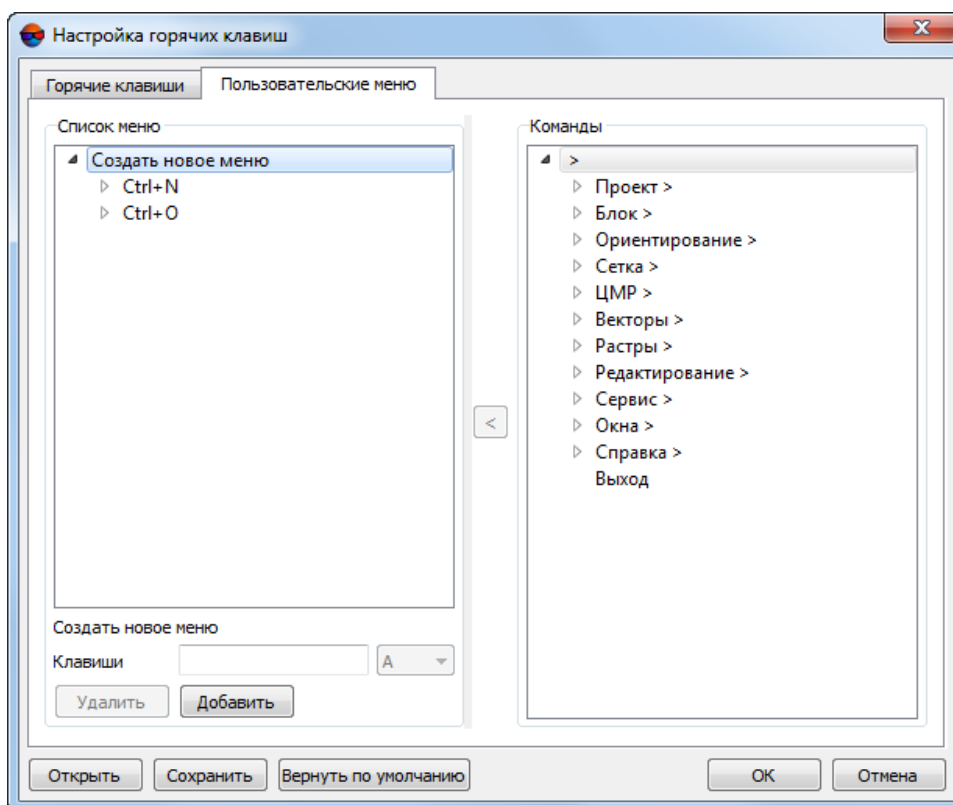 Настройка горячих клавиш
Горячие клавиши
Пользовательские меню
Список меню
Создать новое меню
Ctrl+N
Ctrl+O
Создать новое меню
Клавиши
A
Удалить
Добавить
<
Команды
>
Проект >
Блок >
Ориентирование >
Сетка >
ЦМР >
Векторы >
Растры >
Редактирование >
Сервис >
Окна >
Справка >
Выход
Открыть
Сохранить
Вернуть по умолчанию
OK
Отмена